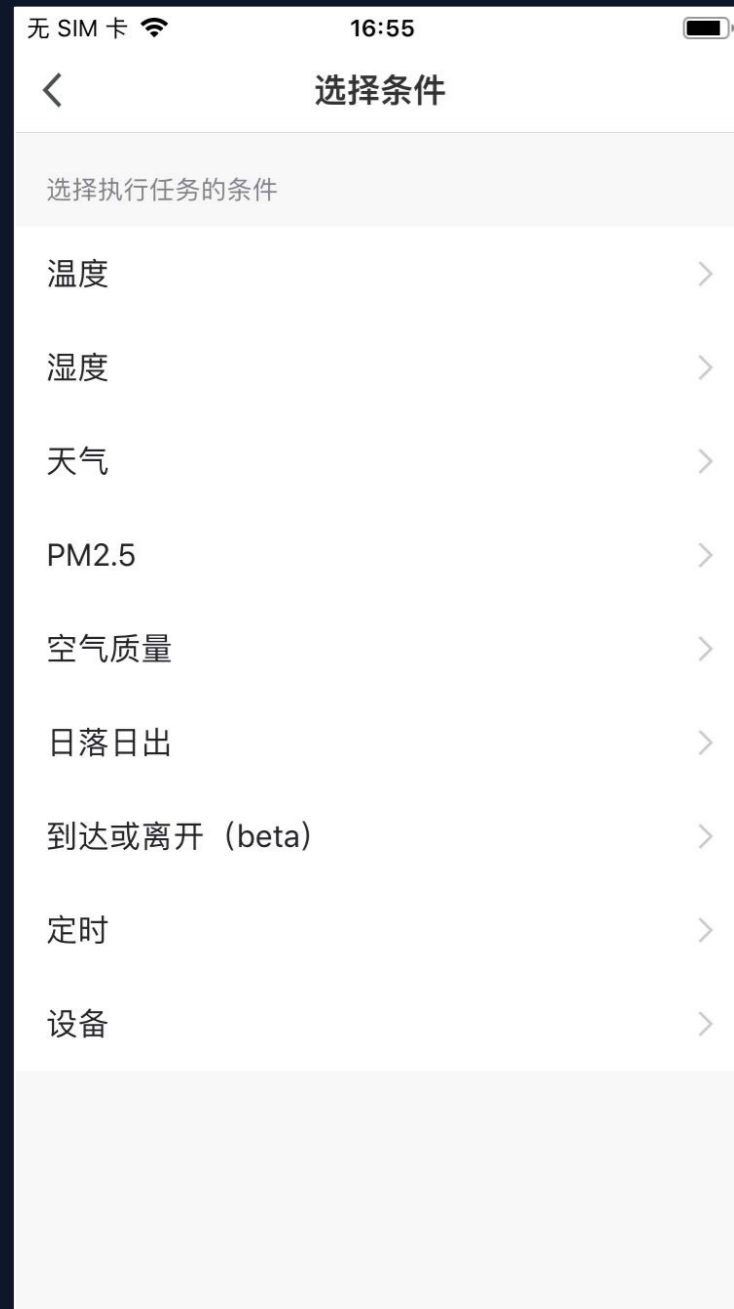 无 SIM 卡
16:55
选择条件
选择执行任务的条件
温度
湿度
天气
PM2.5
空气质量
日落日出
到达或离开（beta）
定时
设备